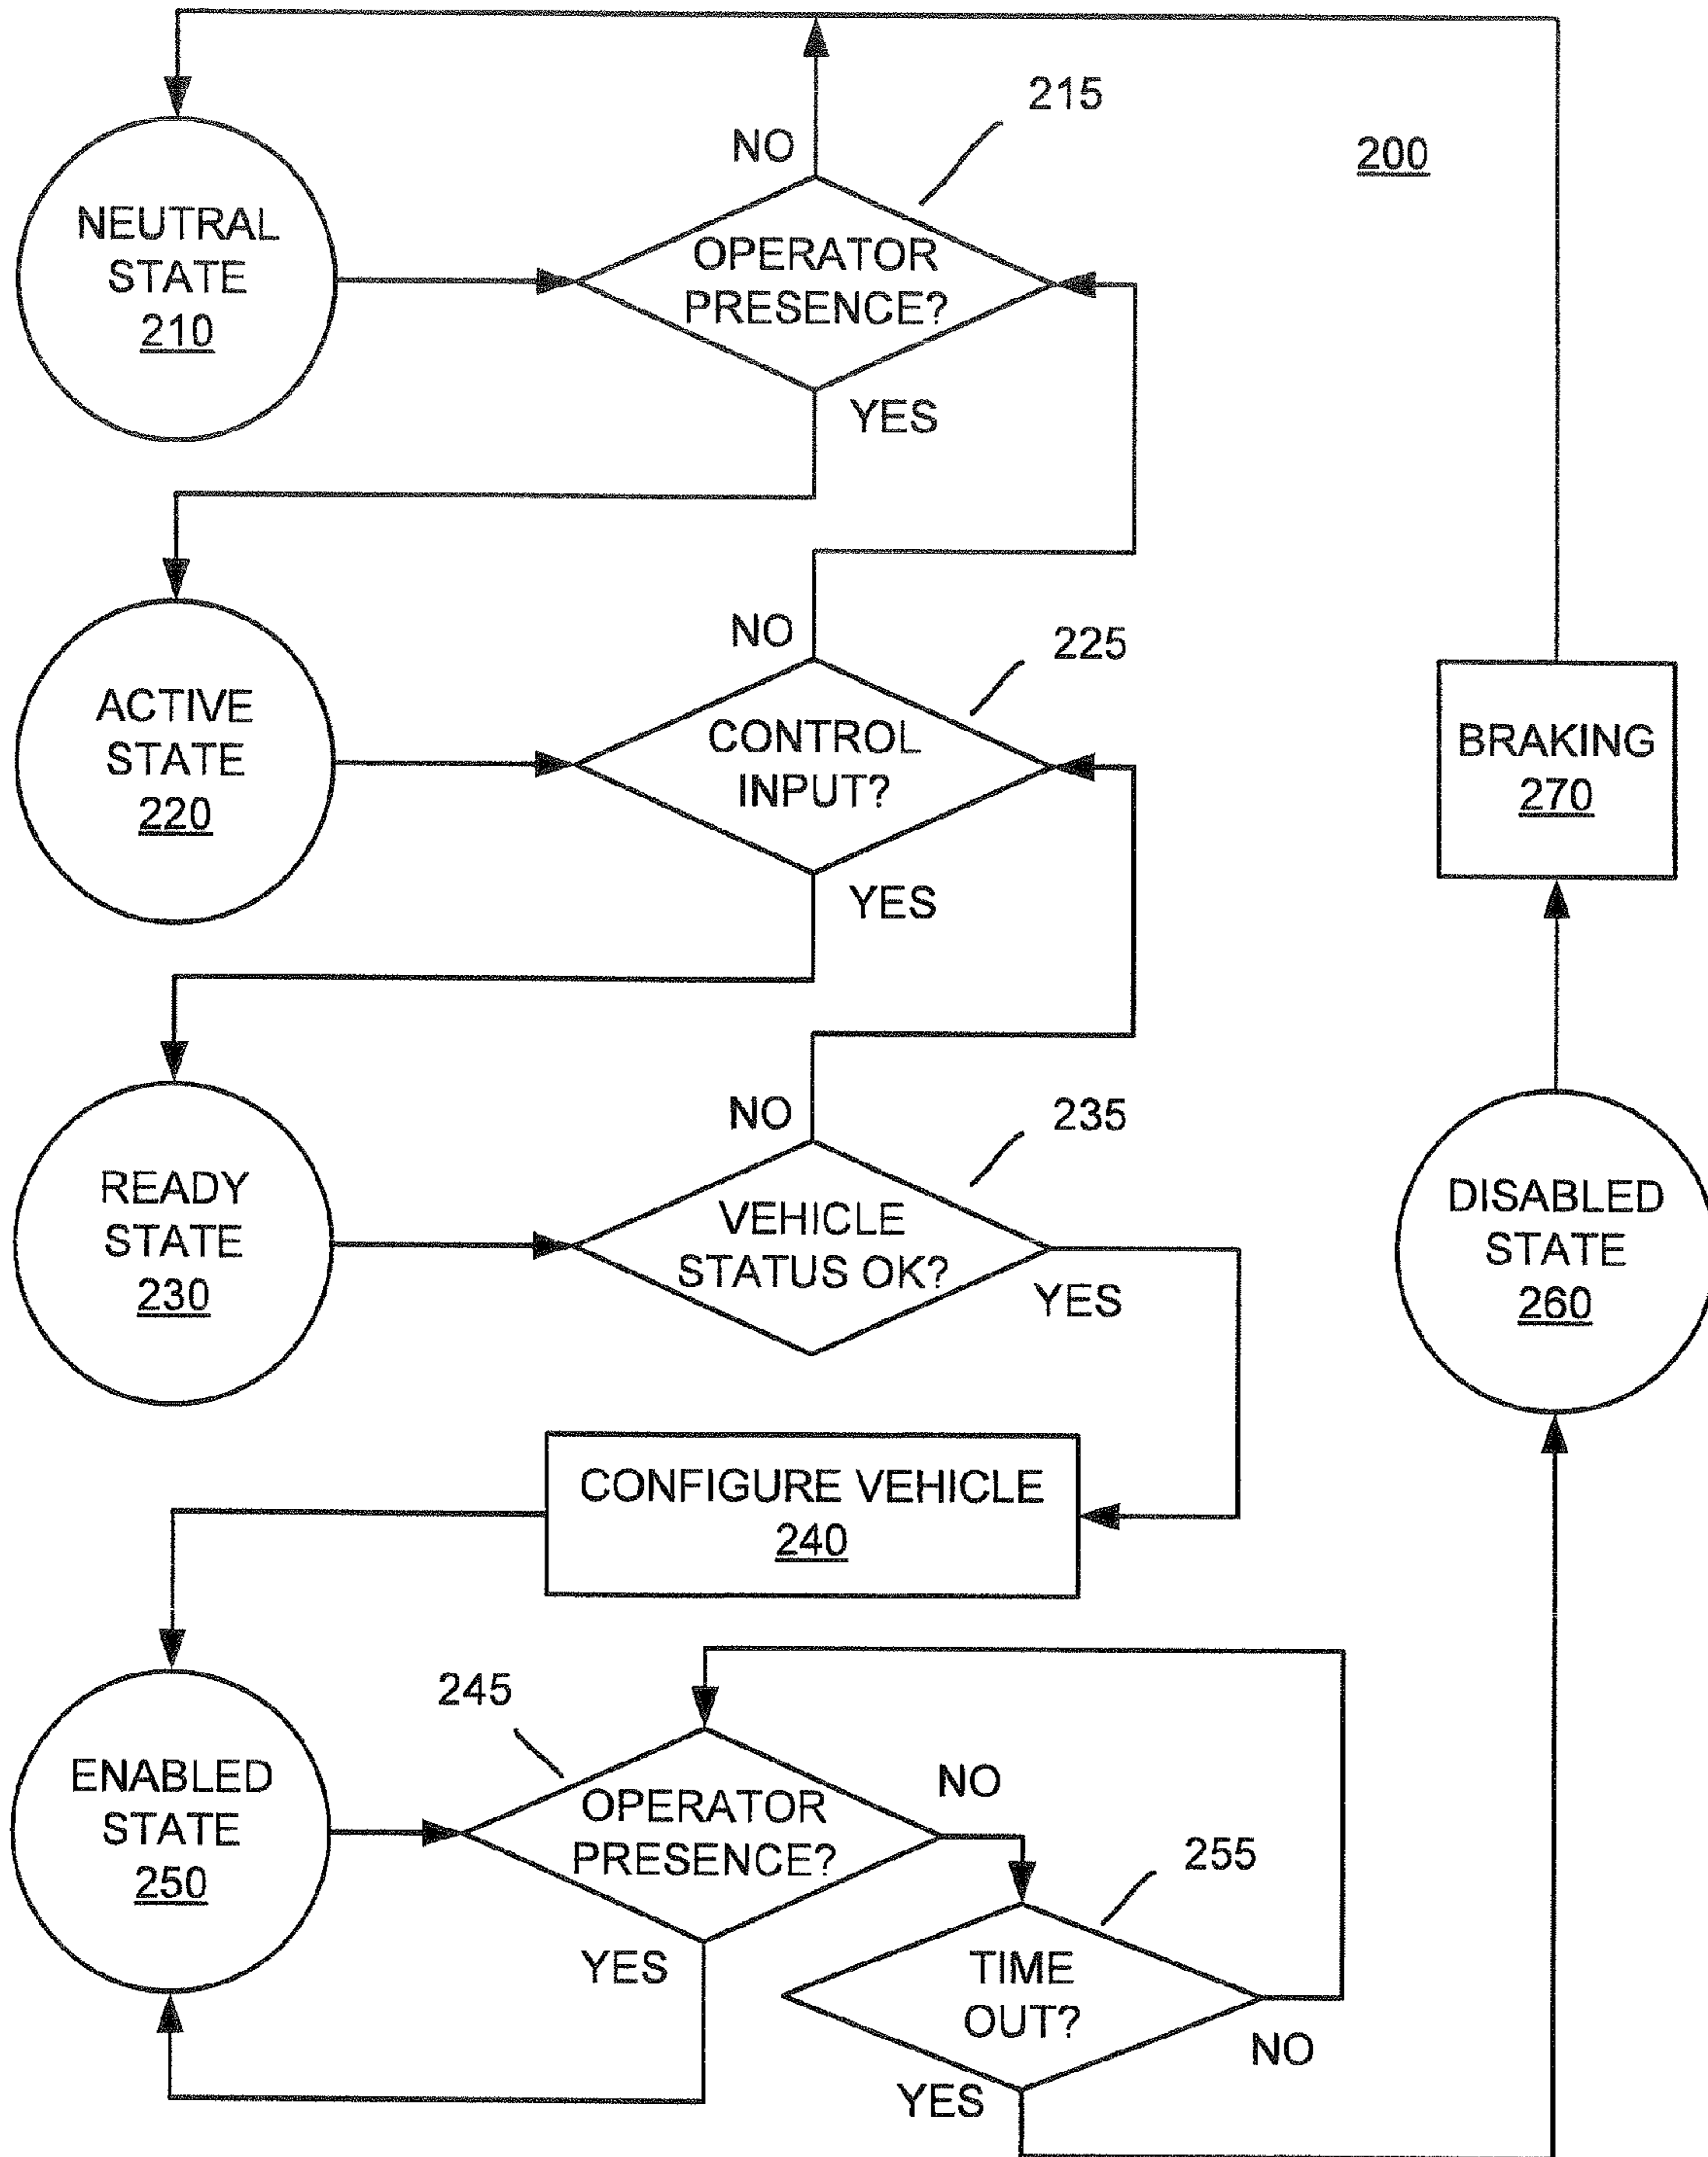 215
NO
200
NEUTRAL
STATE
210
OPERATOR
PRESENCE?
YES
NO
225
ACTIVE
STATE
220
CONTROL
INPUT?
BRAKING
270
YES
NO
235
READY
STATE
230
VEHICLE
STATUS OK?
YES
DISABLED
STATE
260
CONFIGURE VEHICLE
240
245
ENABLED
STATE
250
OPERATOR
PRESENCE?
NO
255
YES
TIME
OUT?
NO
YES